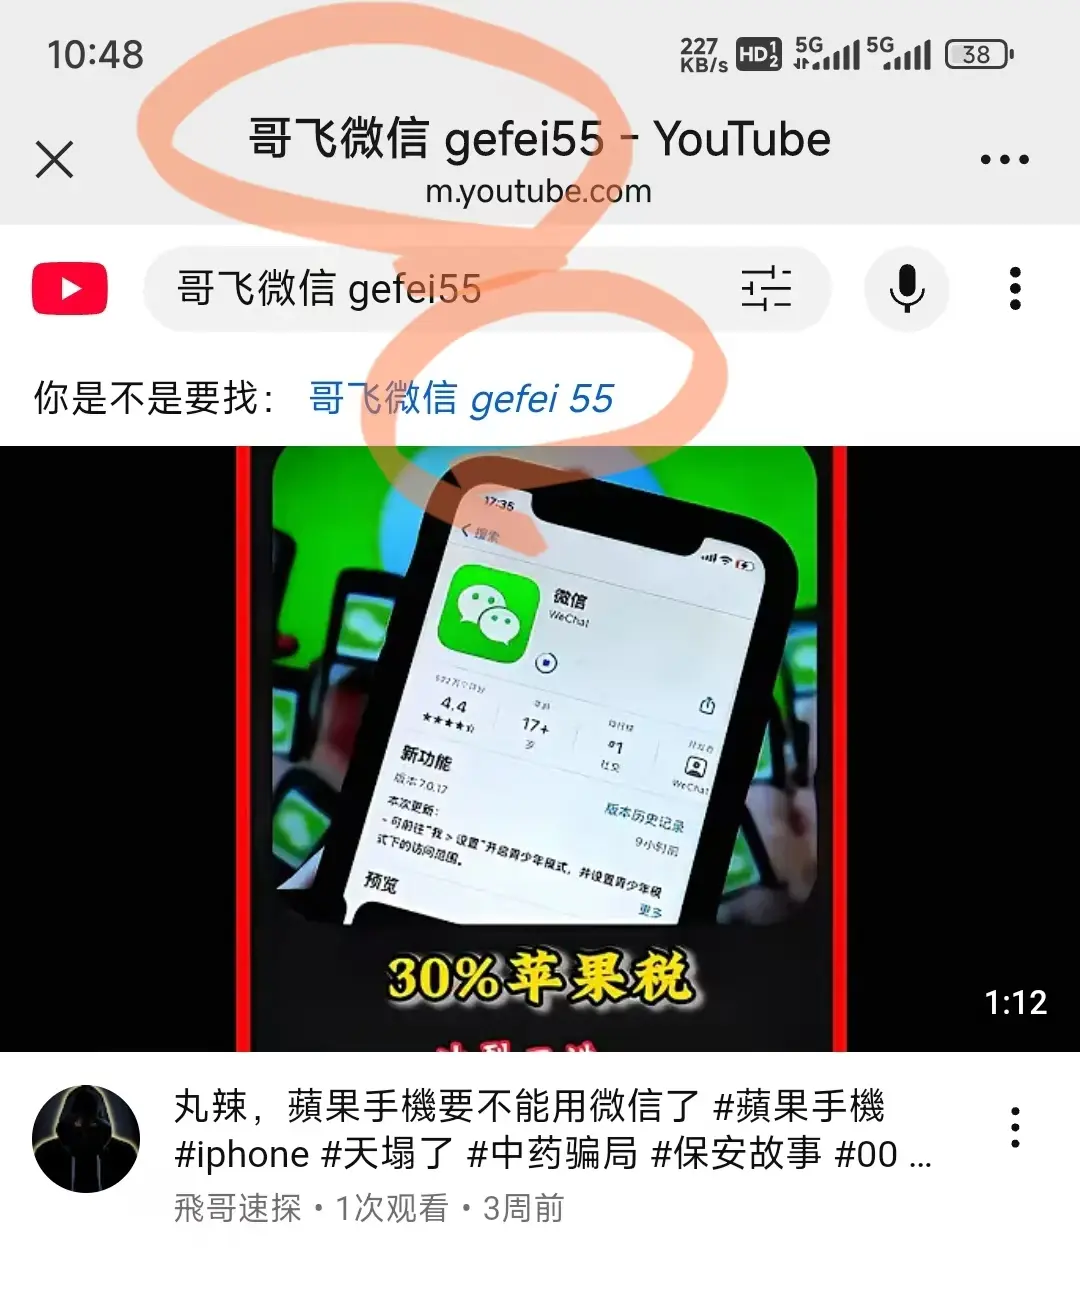 10:48
227 KB/s HD 1 2 5G 5G 38
哥飞微信 gefei55 - YouTube
m.youtube.com
哥飞微信 gefei55
你是不是要找： 哥飞微信 gefei 55
17:35
搜索
微信
WeChat
4.4
17+
岁
#1
社交
WeChat
新功能
版本 7.0.17
版本历史记录
本次更新：
9小时前
- 可前往“我 > 设置”开启青少年模式，并设置青少年模
式下的访问范围。
更多
预览
30%苹果税
1:12
丸辣，蘋果手機要不能用微信了 #蘋果手機
#iphone #天塌了 #中药骗局 #保安故事 #00 ...
飛哥速探 • 1次观看 • 3周前